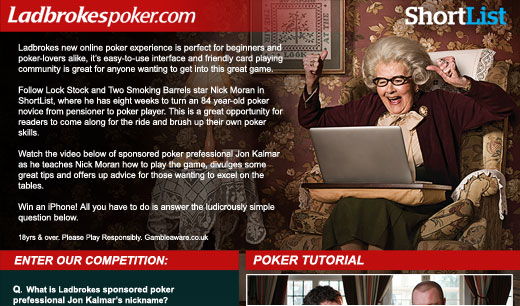 Ladbrokespoker.com
ShortList
Ladbrokes new online poker experience is perfect for beginners and
poker-lovers alike, it's easy-to-use interface and friendly card playing
community is great for anyone wanting to get into this great game.
Follow Lock Stock and Two Smoking Barrels star Nick Moran in
ShortList, where he has eight weeks to turn an 84 year-old poker
novice from pensioner to poker player. This is a great opportunity for
readers to come along for the ride and brush up their own poker
skills.
Watch the video below of sponsored poker prefessional Jon Kalmar
as he teaches Nick Moran how to play the game, divulges some
great tips and offers up advice for those wanting to excel on the
tables.
Win an iPhone! All you have to do is answer the ludicriously simple
question below.
18yrs & over. Please Play Responsibly. Gambleaware.co.uk
ENTER OUR COMPETITION:
POKER TUTORIAL
Q. What is Ladbrokes sponsored poker
prefessional Jon Kalmar's nickname?